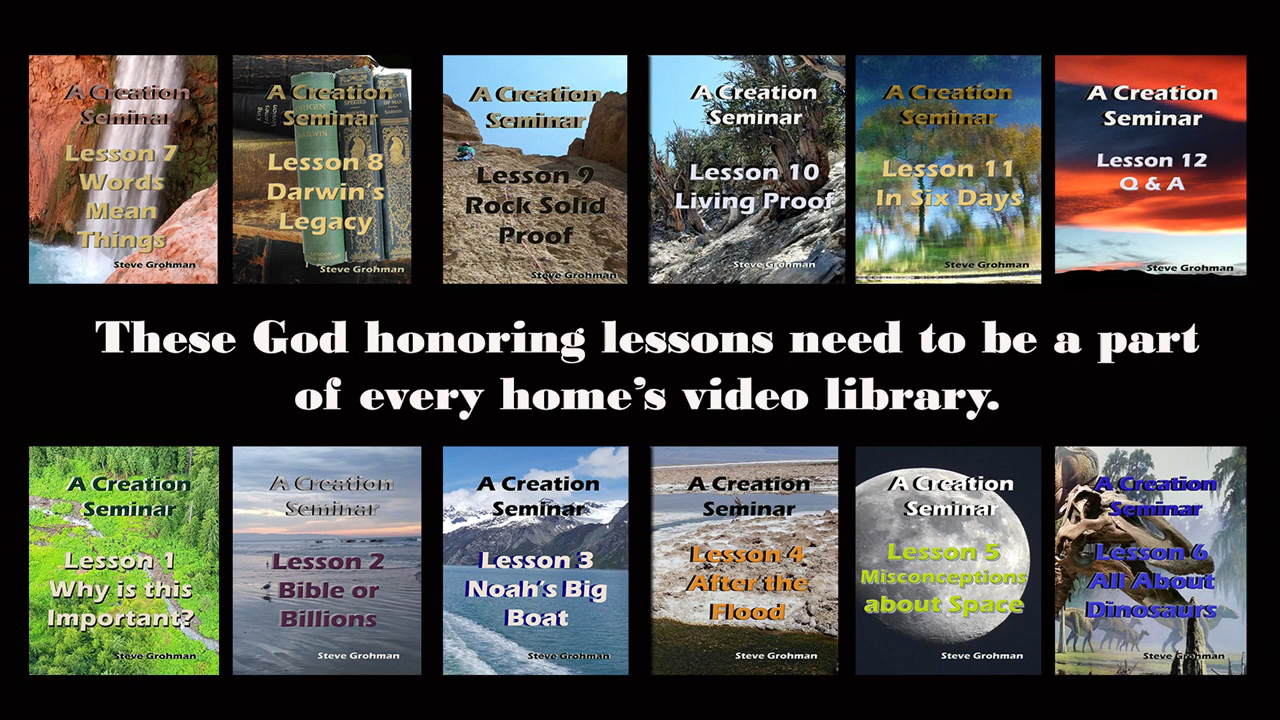 A Creation
Seminar
Lesson 7
Words
Mean
Things
Steve Grohman
A Creation
Seminar
Lesson 8
Darwin's
Legacy
Steve Grohman
A Creation
Seminar
Lesson 9
Rock Solid
Proof
Steve Grohman
A Creation
Seminar
Lesson 10
Living Proof
Steve Grohman
A Creation
Seminar
Lesson 11
In Six Days
Steve Grohman
A Creation
Seminar
Lesson 12
Q & A
Steve Grohman
These God honoring lessons need to be a part
of every home's video library.
A Creation
Seminar
Lesson 1
Why is this
Important?
Steve Grohman
A Creation
Seminar
Lesson 2
Bible or
Billions
Steve Grohman
A Creation
Seminar
Lesson 3
Noah's Big
Boat
Steve Grohman
A Creation
Seminar
Lesson 4
After the
Flood
Steve Grohman
A Creation
Seminar
Lesson 5
Misconceptions
about Space
Steve Grohman
A Creation
Seminar
Lesson 6
All About
Dinosaurs
Steve Grohman